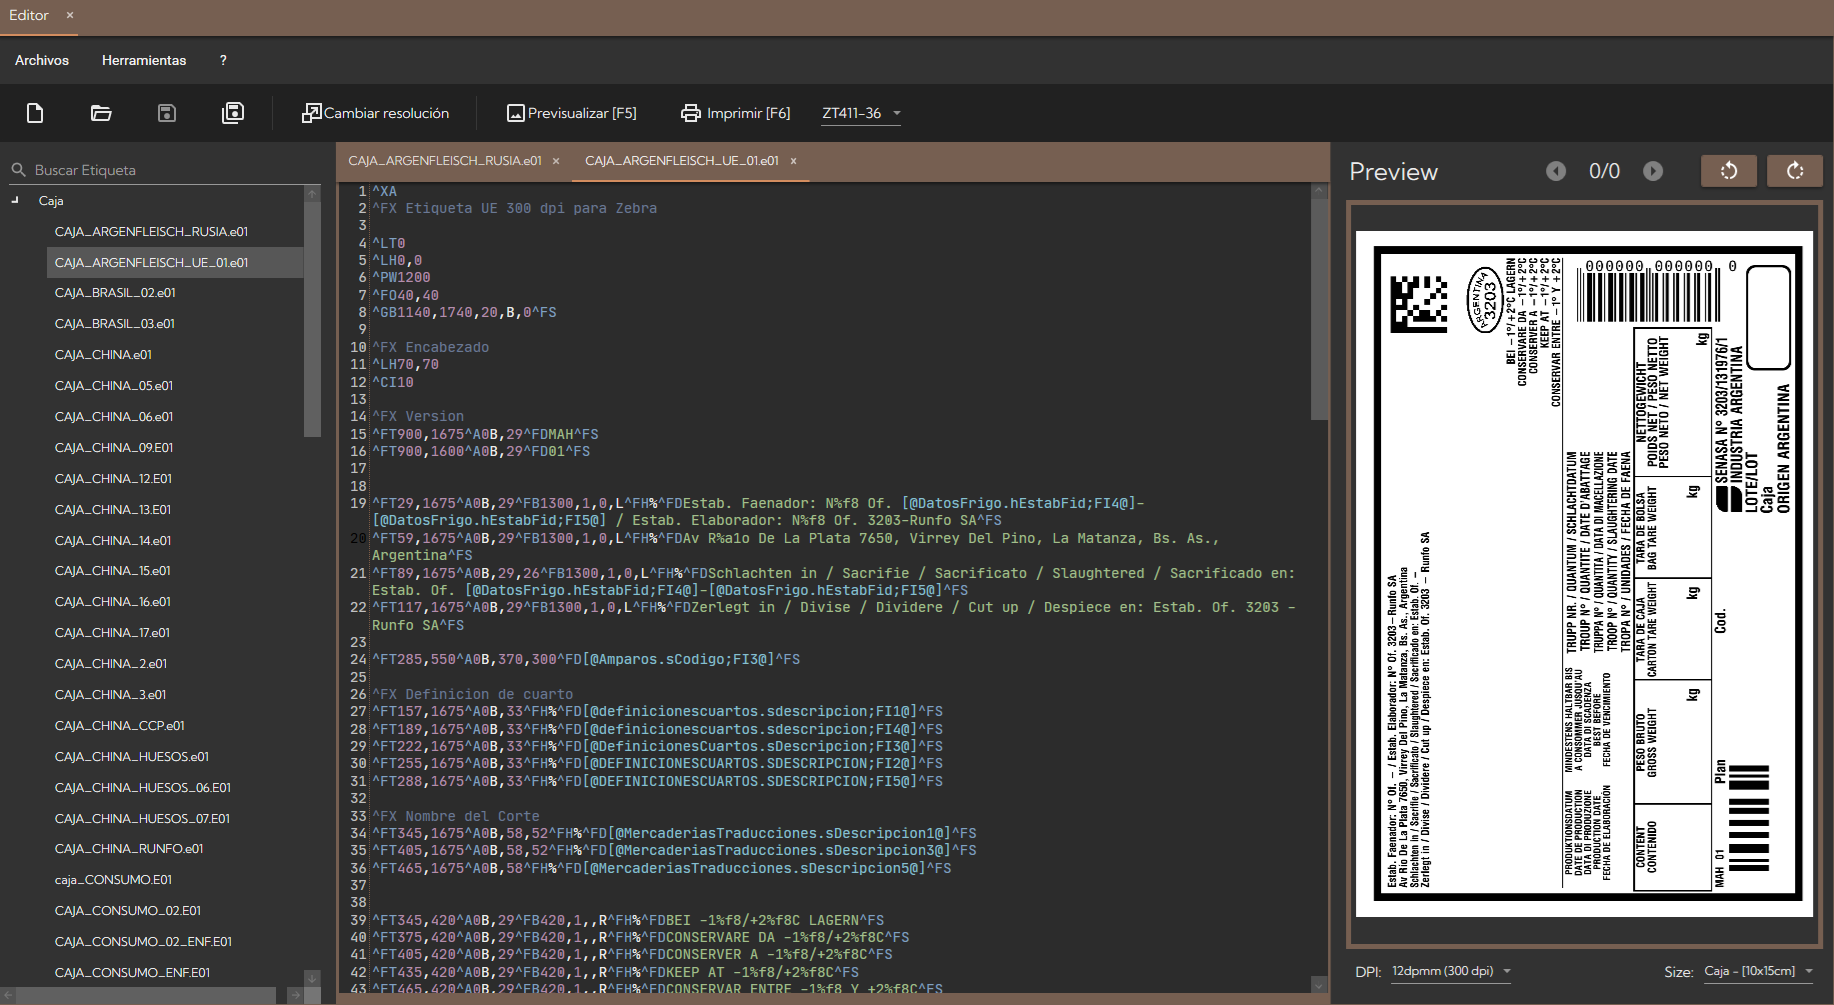 Editor ×
Archivos Herramientas ?
Cambiar resolución Previsualizar [F5] Imprimir [F6] ZT411-36
Buscar Etiqueta
Caja
CAJA_ARGENFLEISCH_RUSIA.e01
CAJA_ARGENFLEISCH_UE_01.e01
CAJA_BRASIL_02.e01
CAJA_BRASIL_03.e01
CAJA_CHINA.e01
CAJA_CHINA_05.e01
CAJA_CHINA_06.e01
CAJA_CHINA_09.E01
CAJA_CHINA_12.E01
CAJA_CHINA_13.E01
CAJA_CHINA_14.e01
CAJA_CHINA_15.e01
CAJA_CHINA_16.e01
CAJA_CHINA_17.e01
CAJA_CHINA_2.e01
CAJA_CHINA_3.e01
CAJA_CHINA_CCP.e01
CAJA_CHINA_HUESOS.e01
CAJA_CHINA_HUESOS_06.E01
CAJA_CHINA_HUESOS_07.E01
CAJA_CHINA_RUNFO.e01
caja_CONSUMO.E01
CAJA_CONSUMO_02.E01
CAJA_CONSUMO_02_ENF.E01
CAJA_CONSUMO_ENF.E01
CAJA_ARGENFLEISCH_RUSIA.e01 × CAJA_ARGENFLEISCH_UE_01.e01 ×
1 ^XA
2 ^FX Etiqueta UE 300 dpi para Zebra
3
4 ^LT0
5 ^LH0,0
6 ^PW1200
7 ^FO40,40
8 ^GB1140,1740,20,B,0^FS
9
10 ^FX Encabezado
11 ^LH70,70
12 ^CI10
13
14 ^FX Version
15 ^FT900,1675^A0B,29^FDMAH^FS
16 ^FT900,1600^A0B,29^FD01^FS
17
18
19 ^FT29,1675^A0B,29^FB1300,1,0,L^FH%^FDEstab. Faenador: N%f8 Of. [@DatosFrigo.hEstabFid;FI4@]-
[@DatosFrigo.hEstabFid;FI5@] / Estab. Elaborador: N%f8 Of. 3203-Runfo SA^FS
20 ^FT59,1675^A0B,29^FB1300,1,0,L^FH%^FDAv R%a1o De La Plata 7650, Virrey Del Pino, La Matanza, Bs. As.,
Argentina^FS
21 ^FT89,1675^A0B,29,26^FB1300,1,0,L^FH%^FDSchlachten in / Sacrifie / Sacrificato / Slaughtered / Sacrificado en:
Estab. Of. [@DatosFrigo.hEstabFid;FI4@]-[@DatosFrigo.hEstabFid;FI5@]^FS
22 ^FT117,1675^A0B,29^FB1300,1,0,L^FH%^FDZerlegt in / Divise / Dividere / Cut up / Despiece en: Estab. Of. 3203 -
Runfo SA^FS
23
24 ^FT285,550^A0B,370,300^FD[@Amparos.sCodigo;FI3@]^FS
25
26 ^FX Definicion de cuarto
27 ^FT157,1675^A0B,33^FH%^FD[@definicionescuartos.sdescripcion;FI1@]^FS
28 ^FT189,1675^A0B,33^FH%^FD[@definicionescuartos.sdescripcion;FI4@]^FS
29 ^FT222,1675^A0B,33^FH%^FD[@DefinicionesCuartos.sDescripcion;FI3@]^FS
30 ^FT255,1675^A0B,33^FH%^FD[@DEFINICIONESCUARTOS.SDESCRIPCION;FI2@]^FS
31 ^FT288,1675^A0B,33^FH%^FD[@DEFINICIONESCUARTOS.SDESCRIPCION;FI5@]^FS
32
33 ^FX Nombre del Corte
34 ^FT345,1675^A0B,58,52^FH%^FD[@MercaderiasTraducciones.sDescripcion1@]^FS
35 ^FT405,1675^A0B,58,52^FH%^FD[@MercaderiasTraducciones.sDescripcion3@]^FS
36 ^FT465,1675^A0B,58^FH%^FD[@MercaderiasTraducciones.sDescripcion5@]^FS
37
38
39 ^FT345,420^A0B,29^FB420,1,,R^FH%^FDBEI -1%f8/+2%f8C LAGERN^FS
40 ^FT375,420^A0B,29^FB420,1,,R^FH%^FDCONSERVARE DA -1%f8/+2%f8C^FS
41 ^FT405,420^A0B,29^FB420,1,,R^FH%^FDCONSERVER A -1%f8/+2%f8C^FS
42 ^FT435,420^A0B,29^FB420,1,,R^FH%^FDKEEP AT -1%f8/+2%f8C^FS
43 ^FT465,420^A0B,29^FB420,1,,R^FH%^FDCONSERVAR ENTRE -1%f8 Y +2%f8C^FS
Preview 0/0
Estab. Faenador: Nº Of. – / Estab. Elaborador: Nº Of. 3203–Runfo SA
Av Río De La Plata 7650, Virrey Del Pino, La Matanza, Bs. As., Argentina
Schlachten in / Sacrifie / Sacrificato / Slaughtered / Sacrificado en: Estab. Of. –
Zerlegt in / Divise / Dividere / Cut up / Despiece en: Estab. Of. 3203 – Runfo SA
ARGENTINA
3203
BEI –1º/+2ºC LAGERN
CONSERVARE DA –1º/+2ºC
CONSERVER A –1º/+2ºC
KEEP AT –1º/+2ºC
CONSERVAR ENTRE –1º Y +2ºC
PRODUKTIONSDATUM
DATE DE PRODUCTION
DATA DI PRODUZIONE
PRODUCTION DATE
FECHA DE ELABORACIÓN
MINDESTENS HALTBAR BIS
A CONSOMMER JUSQU'AU
DATA DI SCADENZA
BEST BEFORE
FECHA DE VENCIMIENTO
TRUPP NR. / QUANTUM / SCHLACHTDATUM
TROUP Nº / QUANTITE / DATE D'ABATTAGE
TRUPPA Nº / QUANTITA / DATA DI MACELLAZIONE
TROOP Nº / QUANTITY / SLAUGHTERING DATE
TROPA Nº / UNIDADES / FECHA DE FAENA
000000 000000 0
CONTENT
CONTENIDO
PESO BRUTO
GROSS WEIGHT
kg
TARA DE CAJA
CARTON TARE WEIGHT
kg
TARA DE BOLSA
BAG TARE WEIGHT
kg
NETTOGEWICHT
POIDS NET / PESO NETTO
PESO NETO / NET WEIGHT
kg
MAH 01
Plan
Cod.
SENASA Nº 3203/131976/1
INDUSTRIA ARGENTINA
LOTE/LOT
Caja
ORIGEN ARGENTINA
DPI: 12dpmm (300 dpi) Size: Caja - [10x15cm]